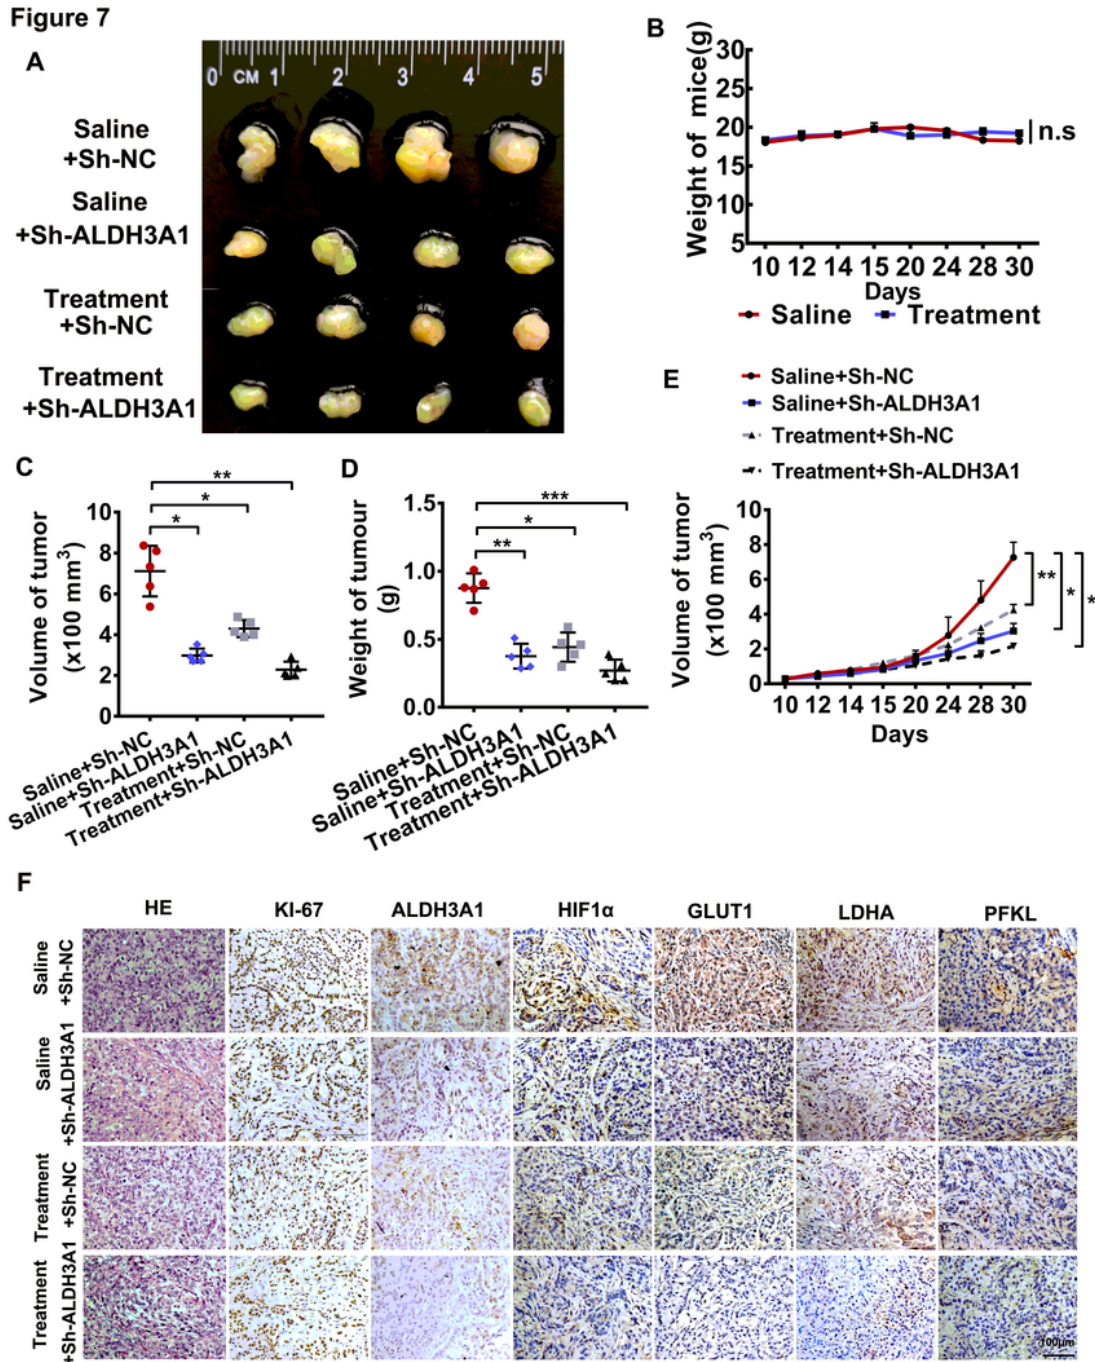 Figure 7
A
0 CM 1 2 3 4 5
Saline
+Sh-NC
Saline
+Sh-ALDH3A1
Treatment
+Sh-NC
Treatment
+Sh-ALDH3A1
B
Weight of mice(g)
30
25
20
15
10
5
n.s
10 12 14 15 20 24 28 30
Days
Saline Treatment
C
Volume of tumor
(x100 mm³)
10
8
6
4
2
0
**
*
*
Saline+Sh-NC
Saline+Sh-ALDH3A1
Treatment+Sh-NC
Treatment+Sh-ALDH3A1
D
Weight of tumour
(g)
1.5
1.0
0.5
0.0
***
*
**
Saline+Sh-NC
Saline+Sh-ALDH3A1
Treatment+Sh-NC
Treatment+Sh-ALDH3A1
E
Saline+Sh-NC
Saline+Sh-ALDH3A1
Treatment+Sh-NC
Treatment+Sh-ALDH3A1
Volume of tumor
(x100 mm³)
10
8
6
4
2
0
** * *
10 12 14 15 20 24 28 30
Days
F
HE KI-67 ALDH3A1 HIF1α GLUT1 LDHA PFKL
Saline
+Sh-NC
Saline
+Sh-ALDH3A1
Treatment
+Sh-NC
Treatment
+Sh-ALDH3A1
100μm